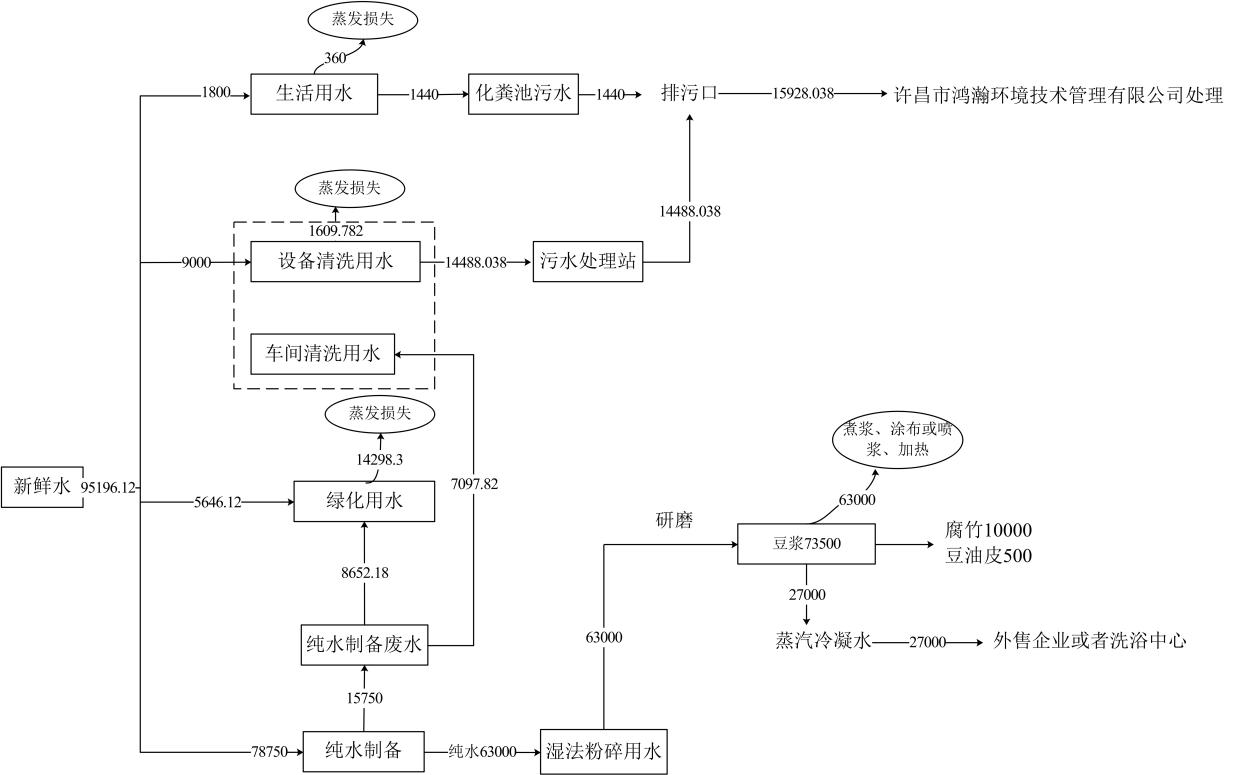 蒸发损失
360
1800
生活用水
1440
化粪池污水
1440
排污口
15928.038
许昌市鸿瀚环境技术管理有限公司处理
蒸发损失
14488.038
1609.782
9000
设备清洗用水
14488.038
污水处理站
车间清洗用水
蒸发损失
14298.3
新鲜水
95196.12
7097.82
5646.12
绿化用水
煮浆、涂布或喷
浆、加热
63000
研磨
豆浆73500
腐竹10000
豆油皮500
8652.18
27000
纯水制备废水
63000
蒸汽冷凝水
27000
外售企业或者洗浴中心
15750
78750
纯水制备
纯水63000
湿法粉碎用水